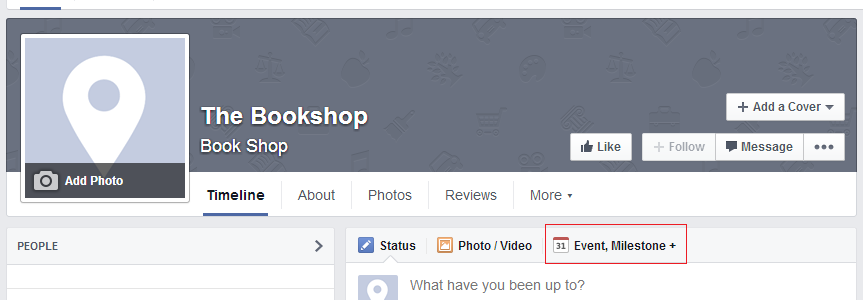 The Bookshop
Book Shop
+ Add a Cover
Like
+ Follow
Message
Add Photo
Timeline
About
Photos
Reviews
More
PEOPLE
Status
Photo / Video
31
Event, Milestone +
What have you been up to?